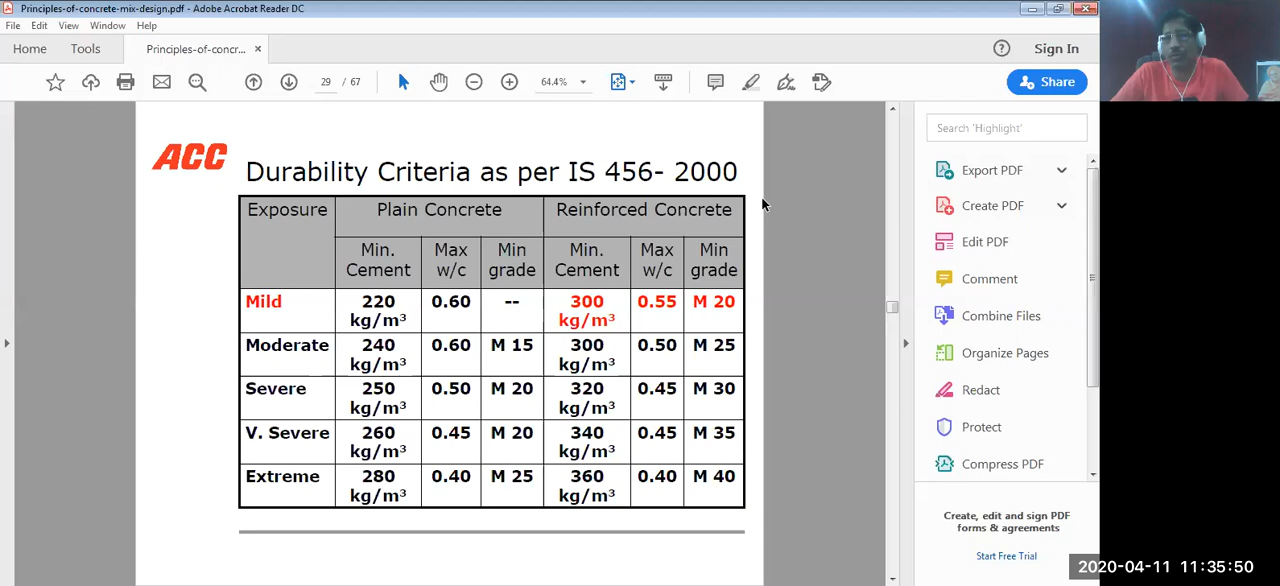 Principles-of-concrete-mix-design.pdf - Adobe Acrobat Reader DC
File Edit View Window Help
Home Tools Principles-of-concr... × Sign In
29 / 67 64.4% Share
ACC
Durability Criteria as per IS 456- 2000
Exposure Plain Concrete Reinforced Concrete
Min. Cement Max w/c Min grade Min. Cement Max w/c Min grade
Mild 220 kg/m³ 0.60 -- 300 kg/m³ 0.55 M 20
Moderate 240 kg/m³ 0.60 M 15 300 kg/m³ 0.50 M 25
Severe 250 kg/m³ 0.50 M 20 320 kg/m³ 0.45 M 30
V. Severe 260 kg/m³ 0.45 M 20 340 kg/m³ 0.45 M 35
Extreme 280 kg/m³ 0.40 M 25 360 kg/m³ 0.40 M 40
Search 'Highlight'
Export PDF
Create PDF
Edit PDF
Comment
Combine Files
Organize Pages
Redact
Protect
Compress PDF
Create, edit and sign PDF
forms & agreements
Start Free Trial
2020-04-11 11:35:50